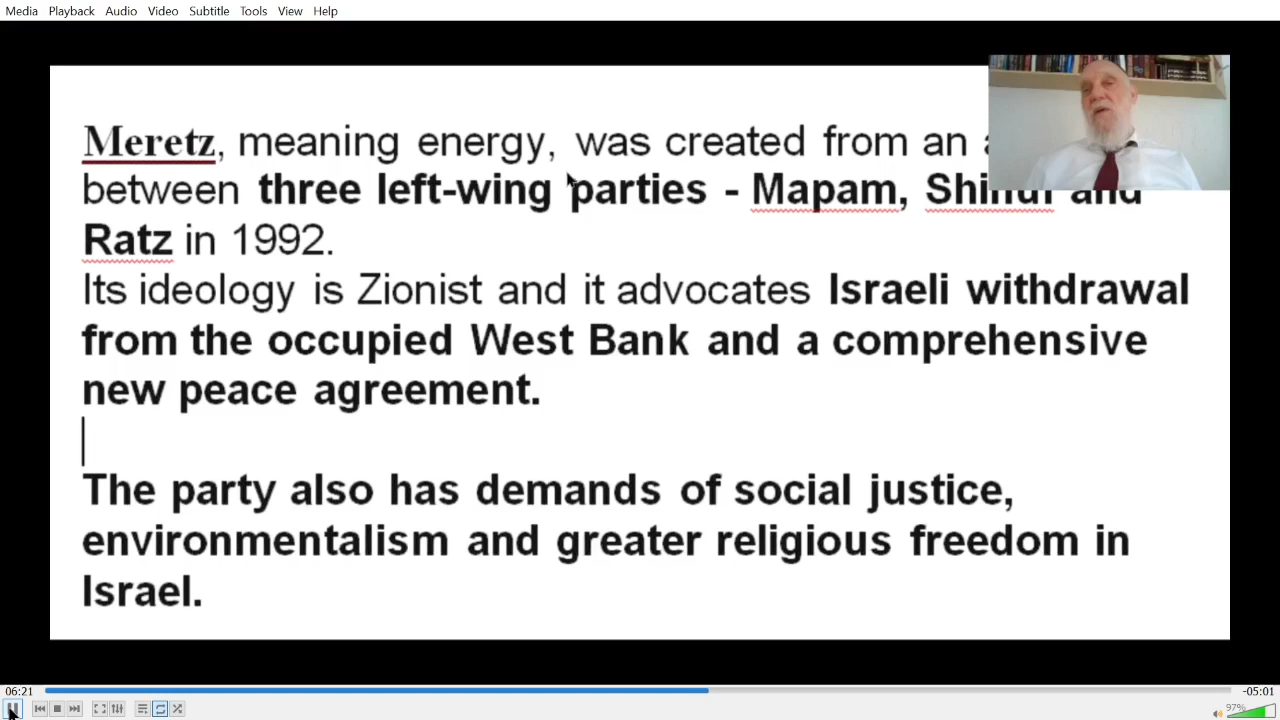 Media Playback Audio Video Subtitle Tools View Help
Meretz, meaning energy, was created from an
between three left-wing parties - Mapam, Shinui and
Ratz in 1992.
Its ideology is Zionist and it advocates Israeli withdrawal
from the occupied West Bank and a comprehensive
new peace agreement.
The party also has demands of social justice,
environmentalism and greater religious freedom in
Israel.
06:21 -05:01
97%